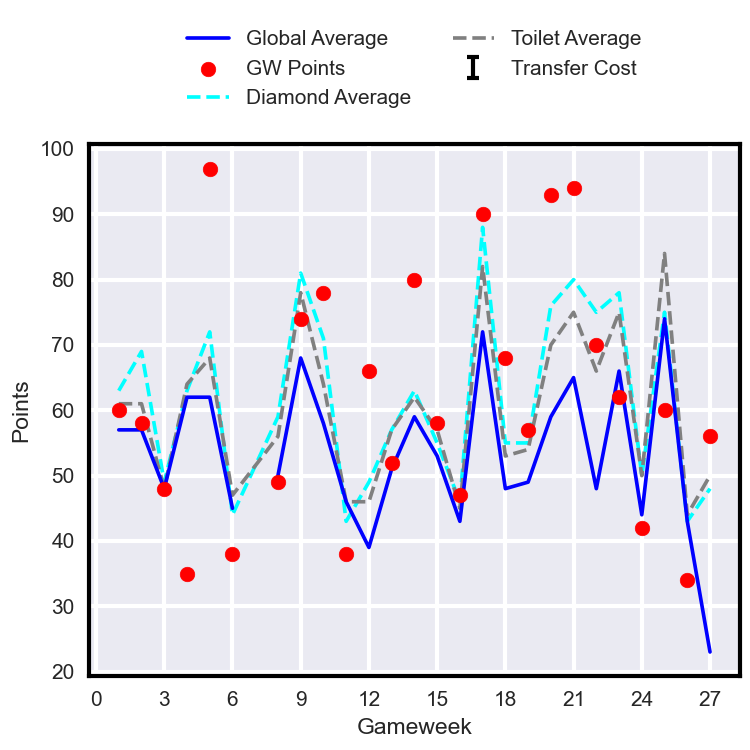 Global Average
GW Points
Diamond Average
Toilet Average
Transfer Cost
100
90
80
70
60
50
40
30
20
Points
0 3 6 9 12 15 18 21 24 27
Gameweek